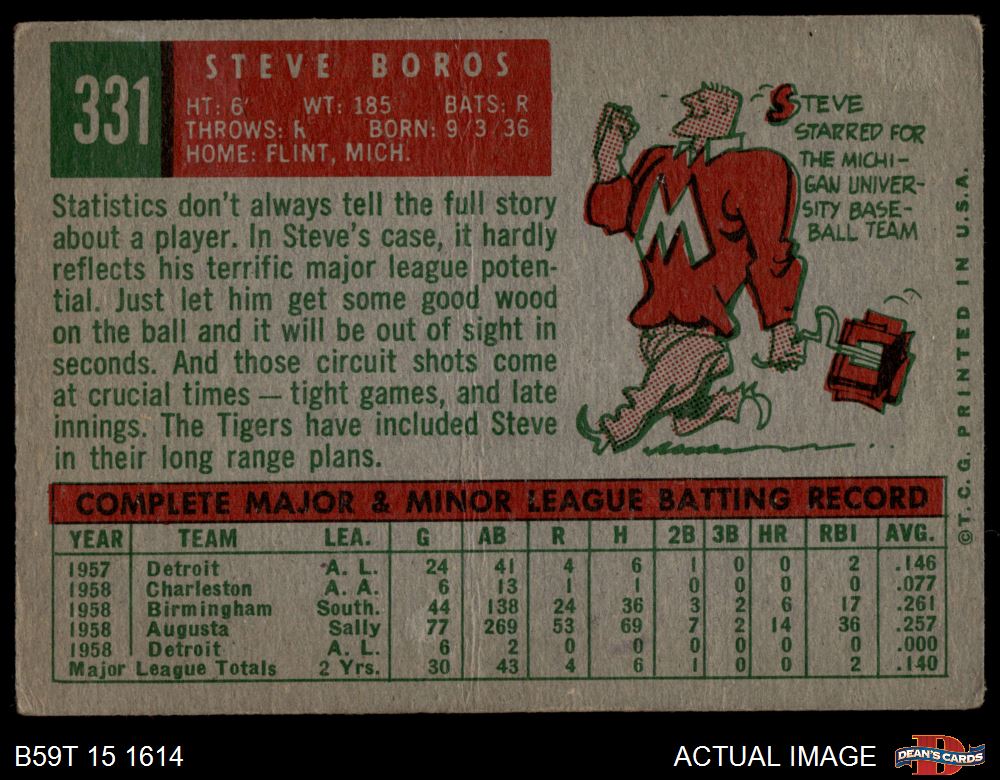 331
STEVE BOROS
HT: 6' WT: 185 BATS: R
THROWS: R BORN: 9/3/36
HOME: FLINT, MICH.
STEVE
STARRED FOR
THE MICHI-
GAN UNIVER-
SITY BASE-
BALL TEAM
M
Statistics don't always tell the full story
about a player. In Steve's case, it hardly
reflects his terrific major league poten-
tial. Just let him get some good wood
on the ball and it will be out of sight in
seconds. And those circuit shots come
at crucial times — tight games, and late
innings. The Tigers have included Steve
in their long range plans.
©T. C. G. PRINTED IN U.S.A.
COMPLETE MAJOR & MINOR LEAGUE BATTING RECORD
YEAR TEAM LEA. G AB R H 2B 3B HR RBI AVG.
1957 Detroit A. L. 24 41 4 6 1 0 0 2 .146
1958 Charleston A. A. 6 13 1 1 0 0 0 0 .077
1958 Birmingham South. 44 138 24 36 3 2 6 17 .261
1958 Augusta Sally 77 269 53 69 7 2 14 36 .257
1958 Detroit A. L. 6 2 0 0 0 0 0 0 .000
Major League Totals 2 Yrs. 30 43 4 6 1 0 0 2 .140
B59T 15 1614
ACTUAL IMAGE
D
DEAN'S CARDS